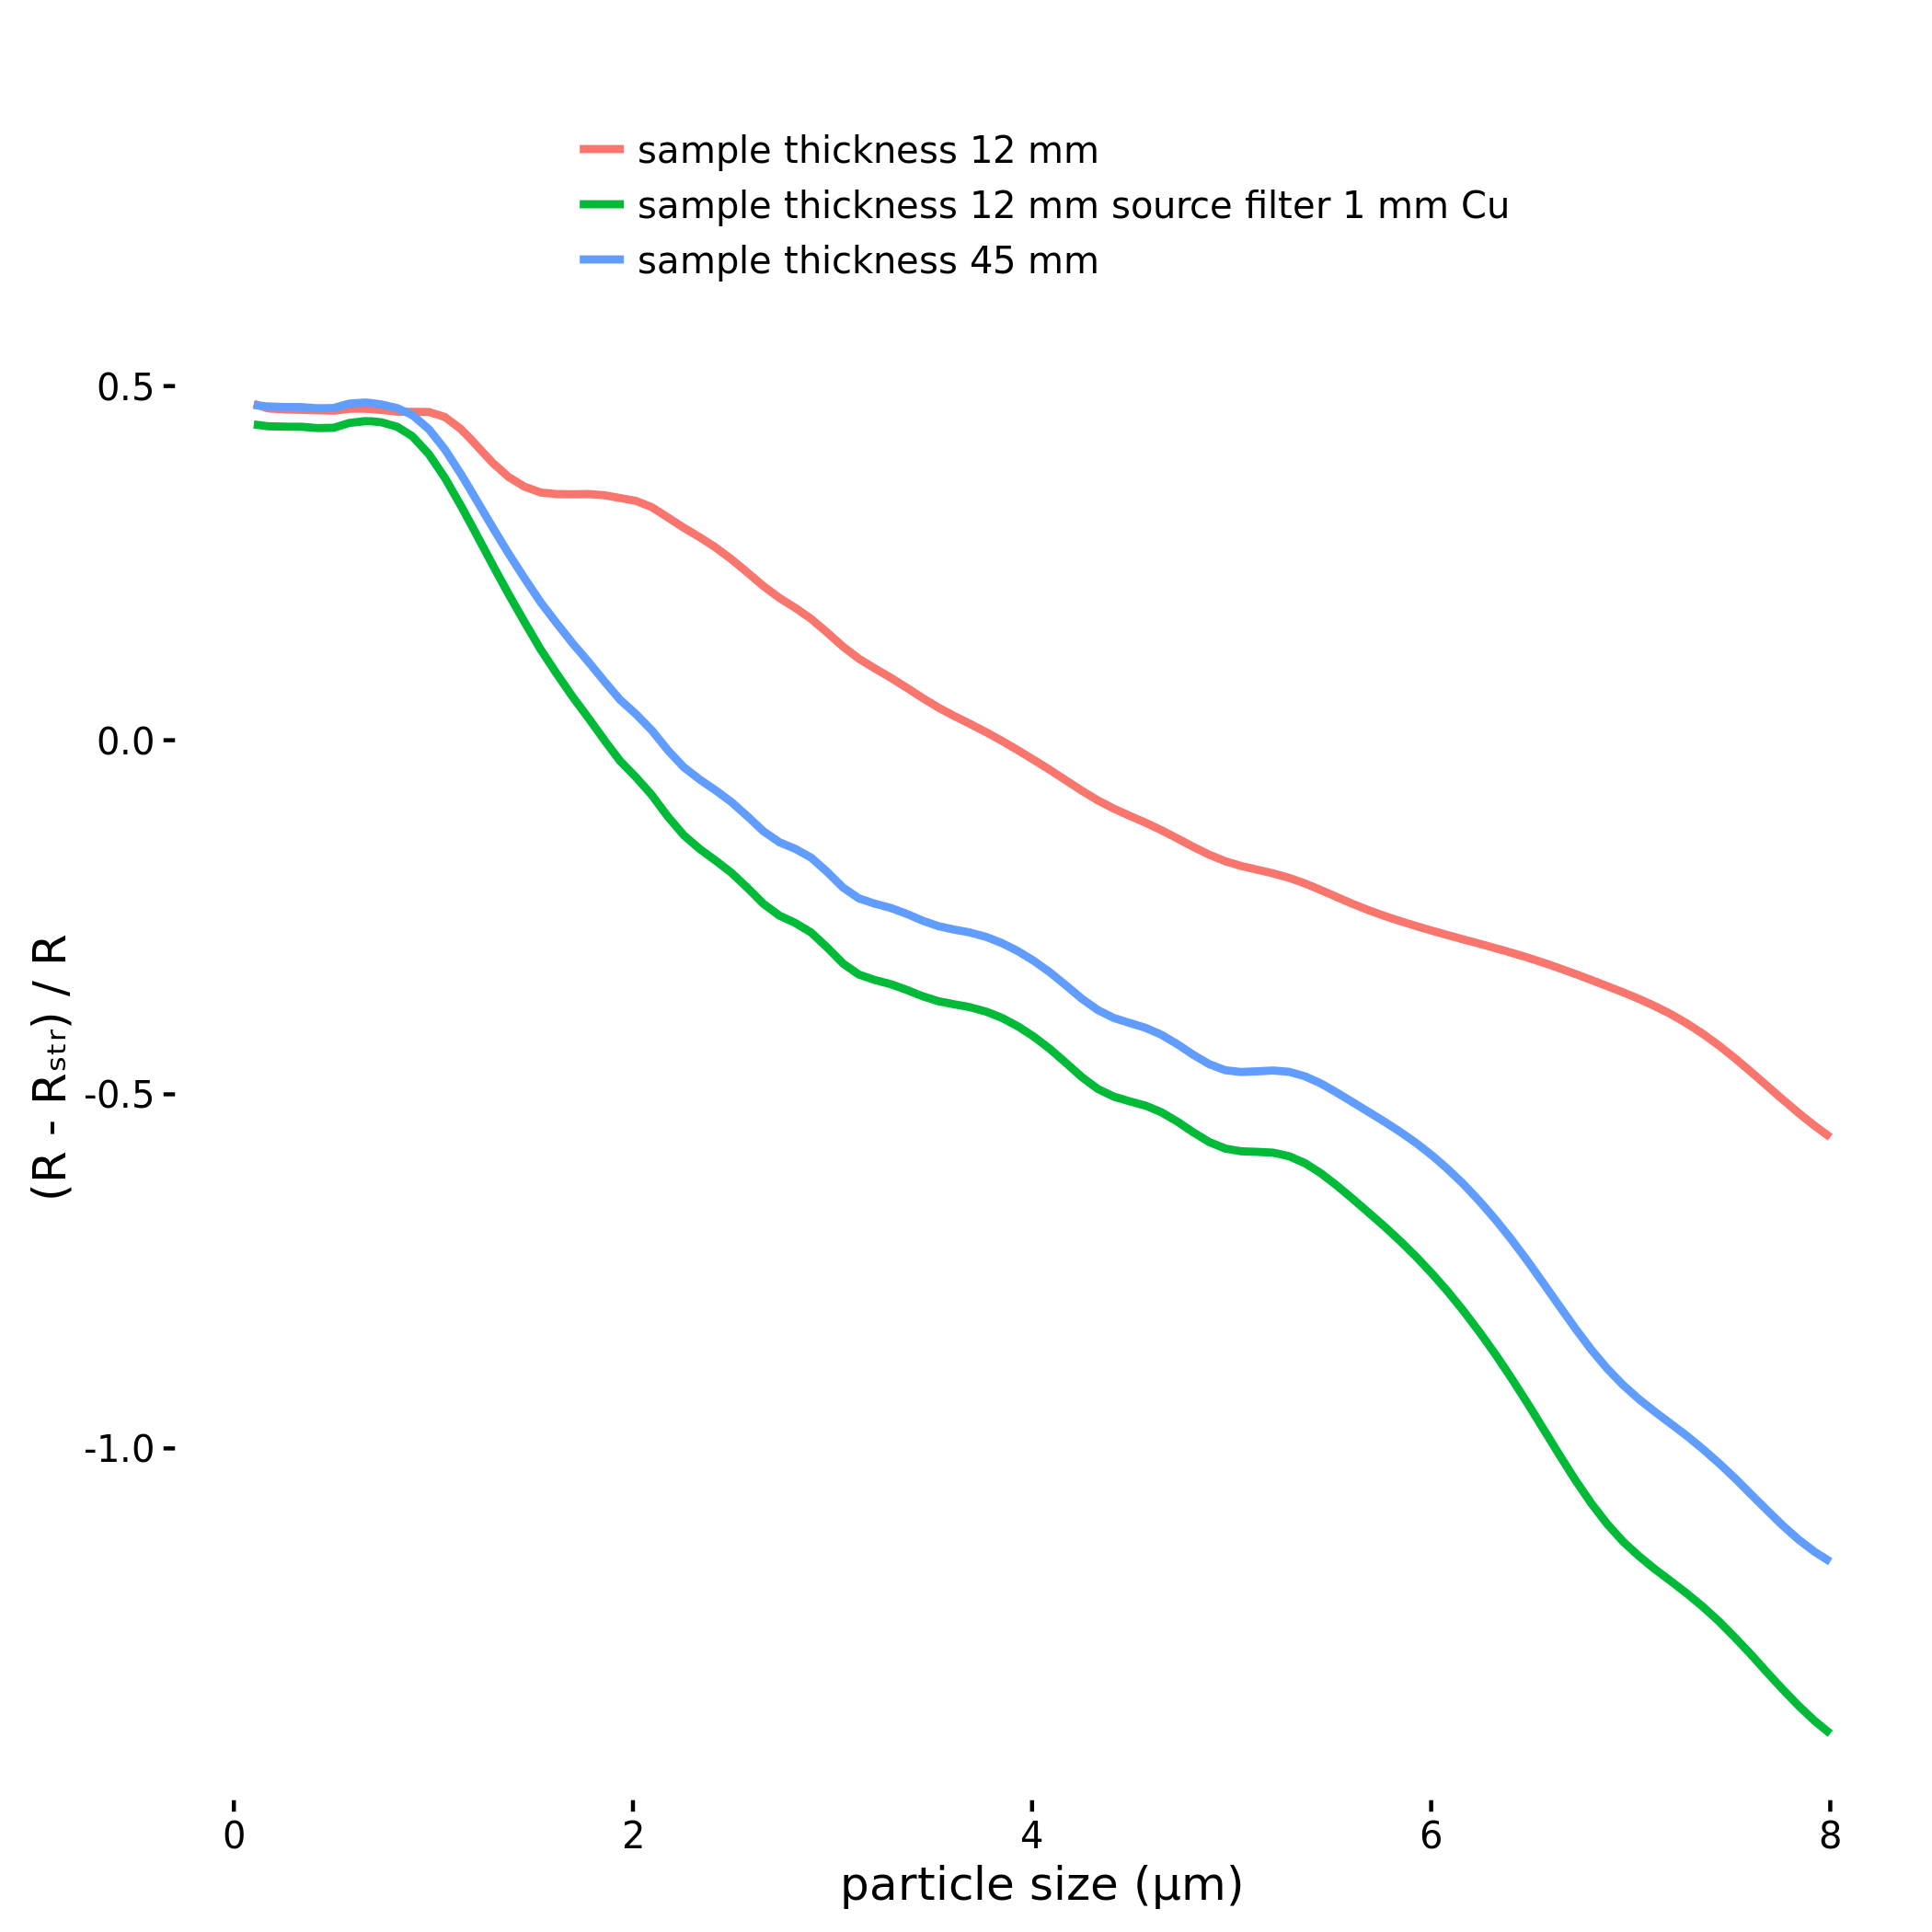 sample thickness 12 mm
sample thickness 12 mm source filter 1 mm Cu
sample thickness 45 mm
0.5
0.0
-0.5
-1.0
(R - Rₛₜᵣ) / R
0 2 4 6 8
particle size (µm)